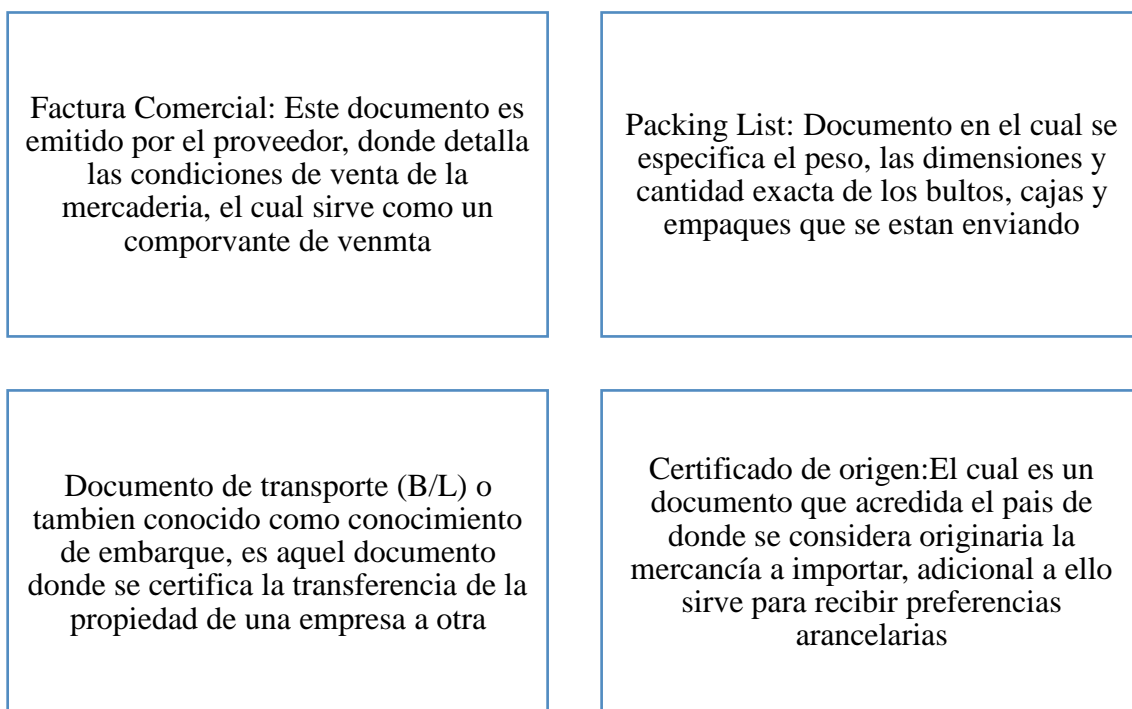 Factura Comercial: Este documento es
emitido por el proveedor, donde detalla
las condiciones de venta de la
mercaderia, el cual sirve como un
comporvante de venmta
Packing List: Documento en el cual se
especifica el peso, las dimensiones y
cantidad exacta de los bultos, cajas y
empaques que se estan enviando
Documento de transporte (B/L) o
tambien conocido como conocimiento
de embarque, es aquel documento
donde se certifica la transferencia de la
propiedad de una empresa a otra
Certificado de origen:El cual es un
documento que acredida el pais de
donde se considera originaria la
mercancía a importar, adicional a ello
sirve para recibir preferencias
arancelarias